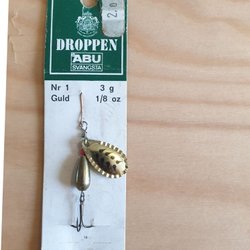 DROPPEN
ABU
SVÄNGSTA
Nr 1 3 g
Guld 1/8 oz